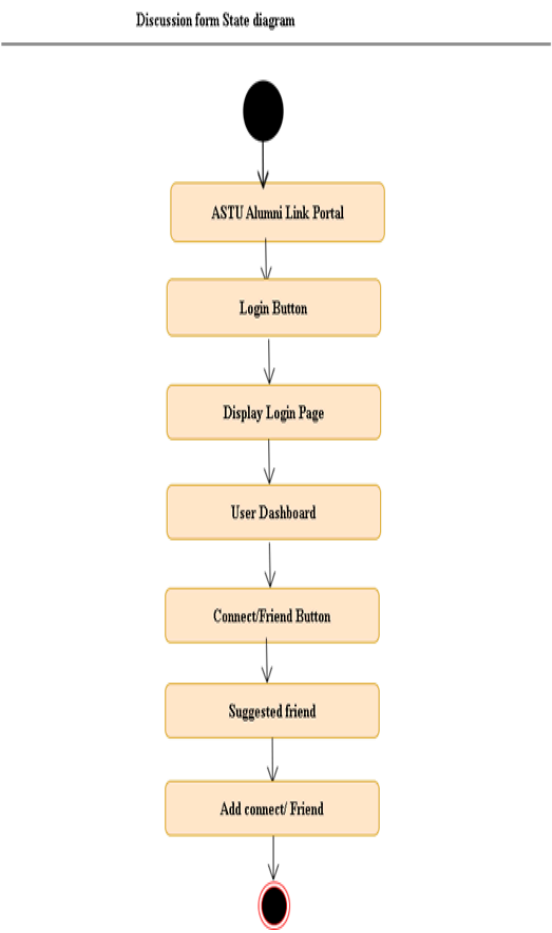 Discussion form State diagram
ASTU Alumni Link Portal
Login Button
Display Login Page
User Dashboard
Connect/Friend Button
Suggested friend
Add connect/ Friend